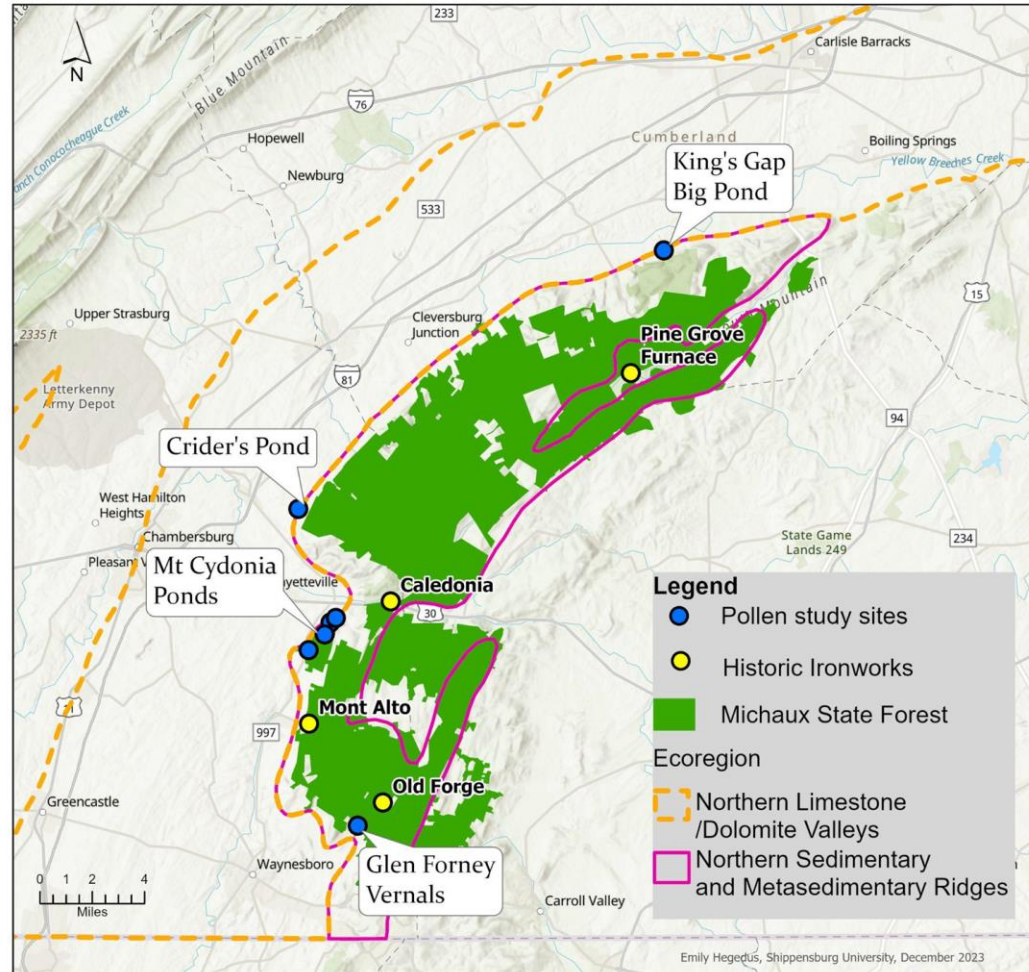 233
Carlisle Barracks
Blue Mountain
76
N
Hopewell
Cumberland
Boiling Springs
Conococheague Creek
King's Gap
Big Pond
Yellow Breeches Creek
Newburg
533
15
Upper Strasburg
Cleversburg
Junction
Mountain
2335 ft
Pine Grove
Furnace
Letterkenny
Army Depot
81
94
Crider's Pond
West Hamilton
Heights
Chambersburg
State Game
Lands 249
234
Mt Cydonia
Ponds
Caledonia
30
Legend
Pollen study sites
Historic Ironworks
Mont Alto
997
Michaux State Forest
Ecoregion
Old Forge
Northern Limestone
/Dolomite Valleys
Greencastle
Waynesboro
Glen Forney
Vernals
Northern Sedimentary
and Metasedimentary Ridges
0 1 2 4
Miles
Carroll Valley
Emily Hegedus, Shippensburg University, December 2023